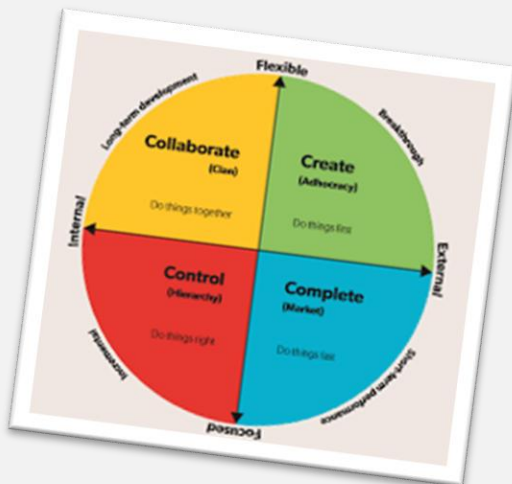 Flexible
Long-term development
Breakthrough
Collaborate
(Clan)
Do things together
Create
(Adhocracy)
Do things first
Internal
External
Control
(Hierarchy)
Do things right
Complete
(Market)
Do things fast
Incremental
Short-term performance
Focused